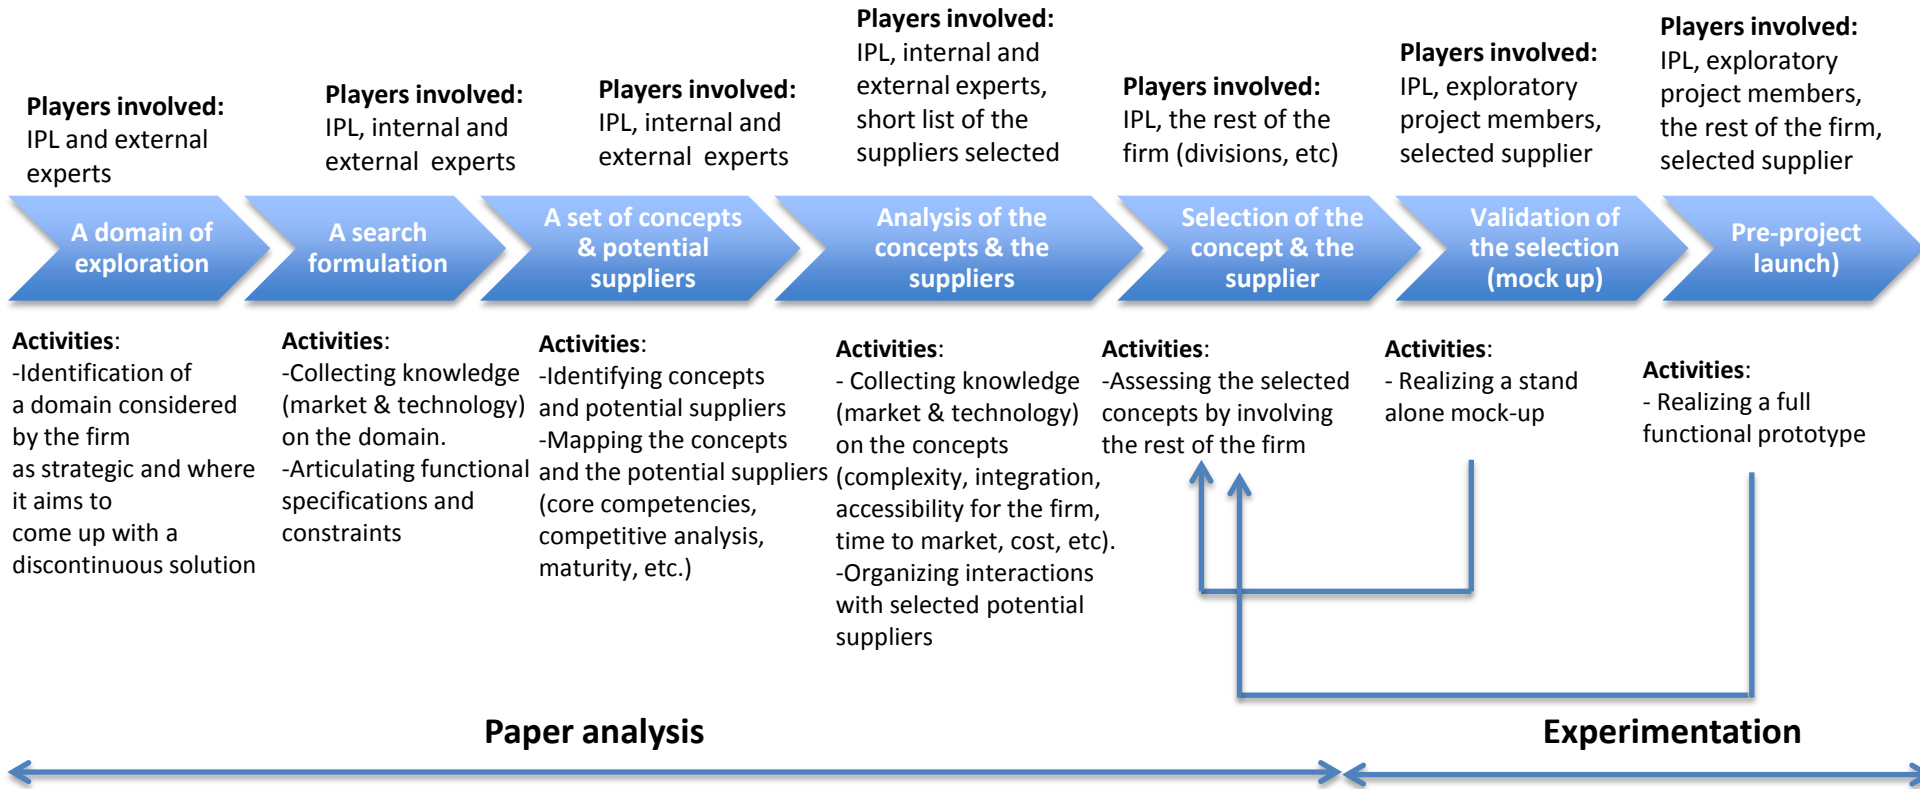 Players involved:
IPL and external
experts
Players involved:
IPL, internal and
external  experts
Players involved:
IPL, internal and
external  experts
Players involved:
IPL, internal and
external experts,
short list of the
suppliers selected
Players involved:
IPL, the rest of the
firm (divisions, etc)
Players involved:
IPL, exploratory
project members,
selected supplier
Players involved:
IPL, exploratory
project members,
the rest of the firm,
selected supplier
A domain of
exploration
A search
formulation
A set of concepts
& potential
suppliers
Analysis of the
concepts & the
suppliers
Selection of the
concept & the
supplier
Validation of
the selection
(mock up)
Pre-project
launch)
Activities:
-Identification of
a domain considered
by the firm
as strategic and where
it aims to
come up with a
discontinuous solution
Activities:
-Collecting knowledge
(market & technology)
on the domain.
-Articulating functional
specifications and
constraints
Activities:
-Identifying concepts
and potential suppliers
-Mapping the concepts
and the potential suppliers
(core competencies,
competitive analysis,
maturity, etc.)
Activities:
- Collecting knowledge
(market & technology)
on the concepts
(complexity, integration,
accessibility for the firm,
time to market, cost, etc).
-Organizing interactions
with selected potential
suppliers
Activities:
-Assessing the selected
concepts by involving
the rest of the firm
Activities:
- Realizing a stand
alone mock-up
Activities:
- Realizing a full
functional prototype
Paper analysis
Experimentation